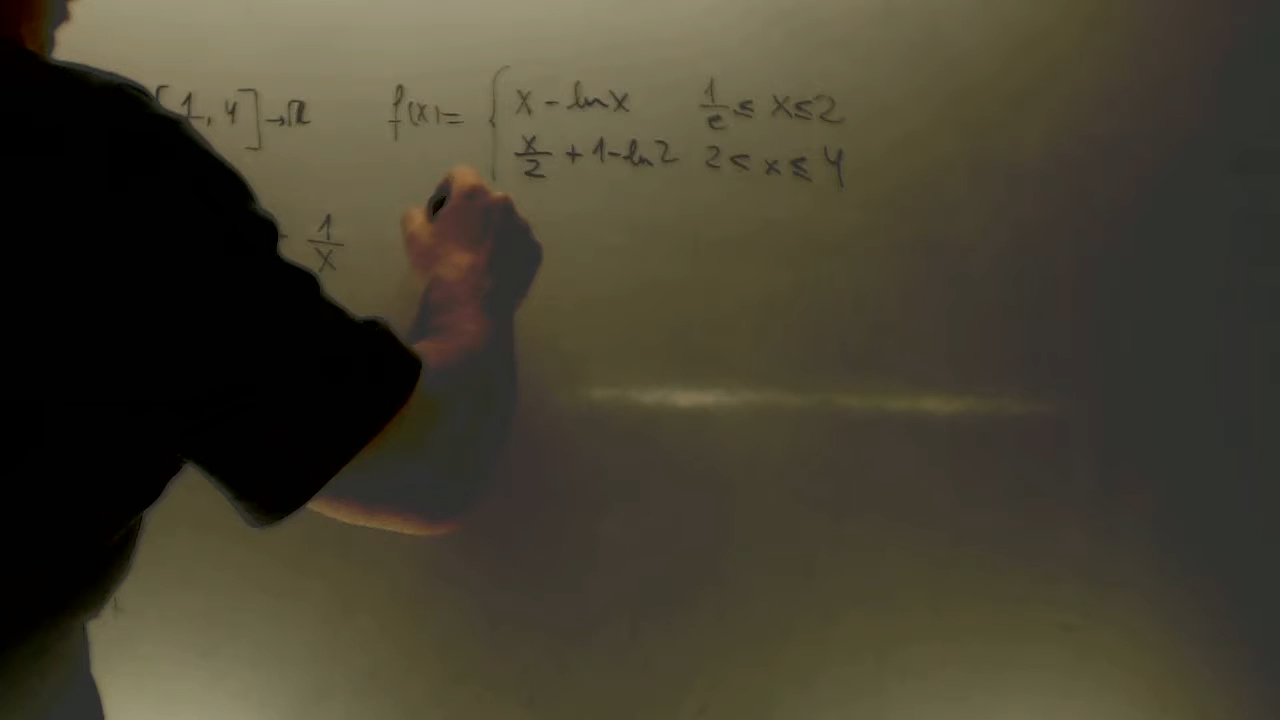 [1, 4] → ℝ f(x) = { x - ln x 1/e ≤ x ≤ 2
x/2 + 1 - ln 2 2 < x ≤ 4
- 1/x